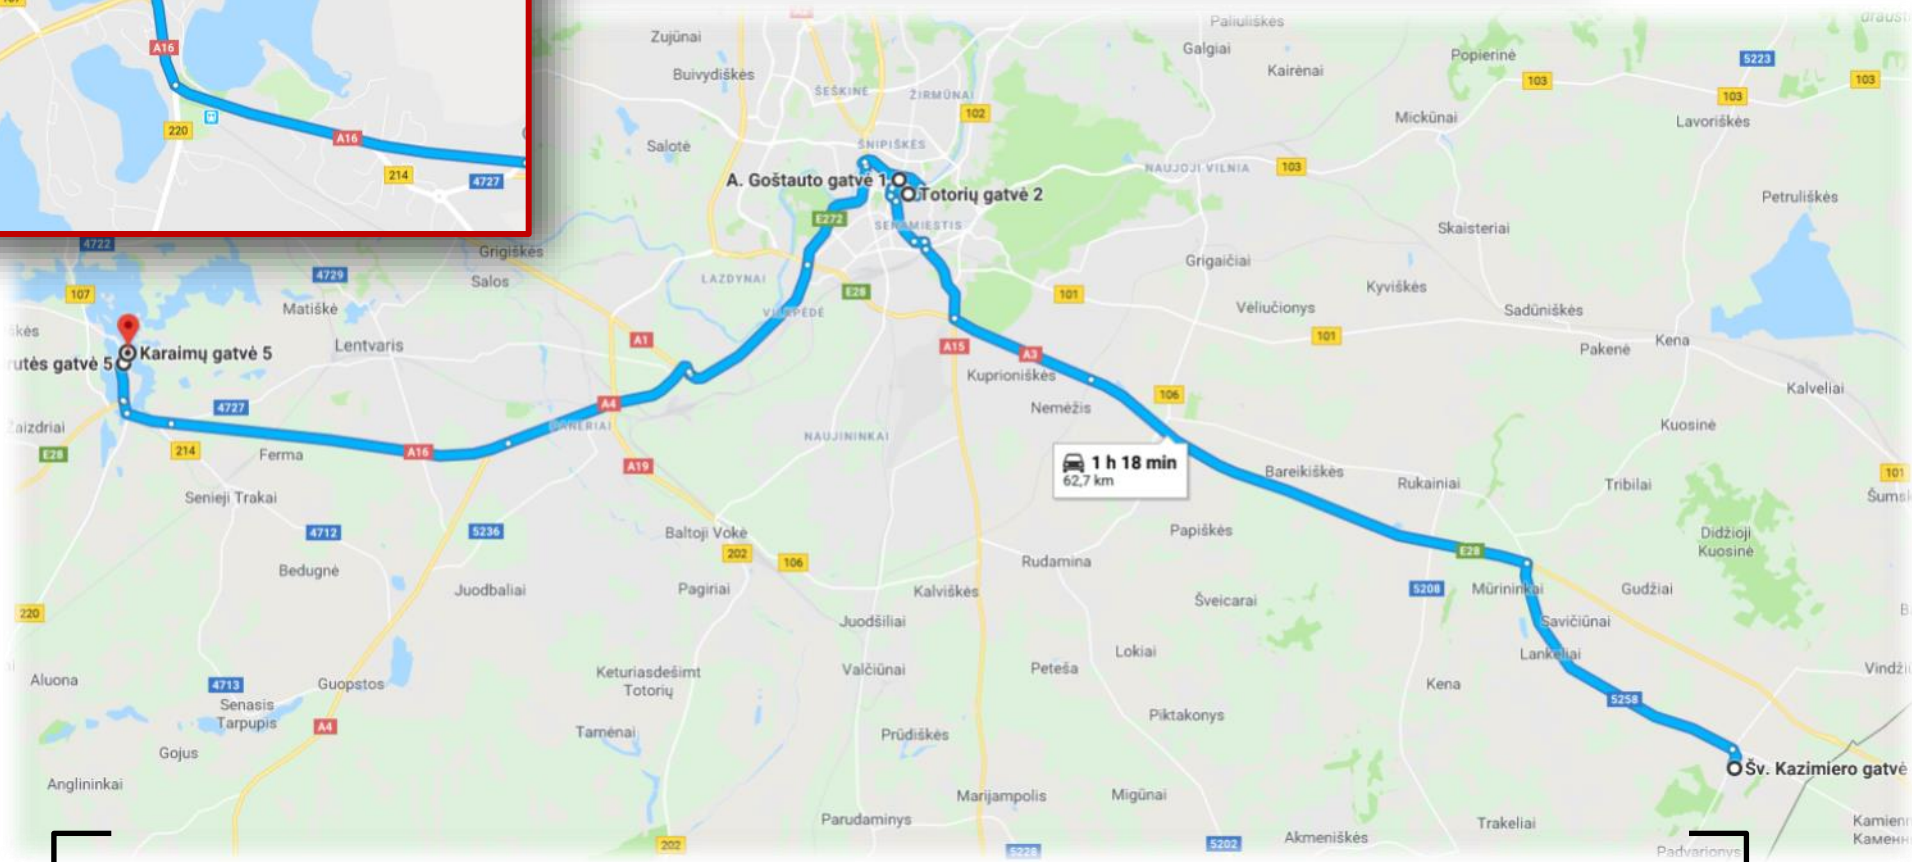 A16
220
A16
214
4727
Zujūnai
Buivydiškės
ŠEŠKINĖ
ŽIRMŪNAI
102
Paliuliškės
Galgiai
Kairėnai
Popierinė
5223
103
103
103
Mickūnai
Lavoriškės
Salotė
ŠNIPIŠKĖS
NAUJOJI VILNIA
103
A. Goštauto gatvė 1
Totorių gatvė 2
Petruliškės
E272
SENAMIESTIS
Skaisteriai
4722
Grigiškės
4729
Salos
LAZDYNAI
E28
Grigaičiai
Kyviškės
107
Matiškė
101
Vėliučionys
Sadūniškės
VILKPĖDĖ
A1
101
Kena
Pakenė
Lentvaris
A15
A3
Karaimų gatvė 5
utės gatvė 5
Kuprioniškės
Kalveliai
4727
A4
Nemėžis
106
Žaizdriai
PANERIAI
NAUJININKAI
Kuosinė
E28
214
Ferma
A16
A19
1 h 18 min
62,7 km
Bareikiškės
Rukainiai
Tribilai
101
Senieji Trakai
4712
5236
Baltoji Vokė
202
106
Papiškės
Didžioji
Kuosinė
Bedugnė
Rudamina
E28
Juodbaliai
Pagiriai
Kalviškės
Šveicarai
5208
Mūrininkai
Gudžiai
220
Juodšiliai
Savičiūnai
Aluona
4713
Guopstos
Keturiasdešimt
Totorių
Valčiūnai
Peteša
Lokiai
Lankeliai
Kena
Senasis
Tarpupis
A4
5258
Piktakonys
Gojus
Tamėnai
Prūdiškės
Šv. Kazimiero gatvė
Anglininkai
Marijampolis
Migūnai
Parudaminys
Trakeliai
202
5228
5202
Akmeniškės
Padvarionys